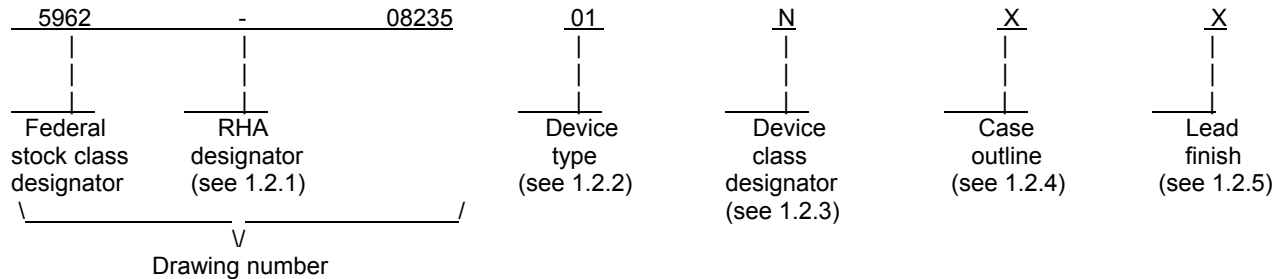 5962 - 08235 01 N X X
Federal stock class designator
RHA designator (see 1.2.1)
Device type (see 1.2.2)
Device class designator (see 1.2.3)
Case outline (see 1.2.4)
Lead finish (see 1.2.5)
Drawing number